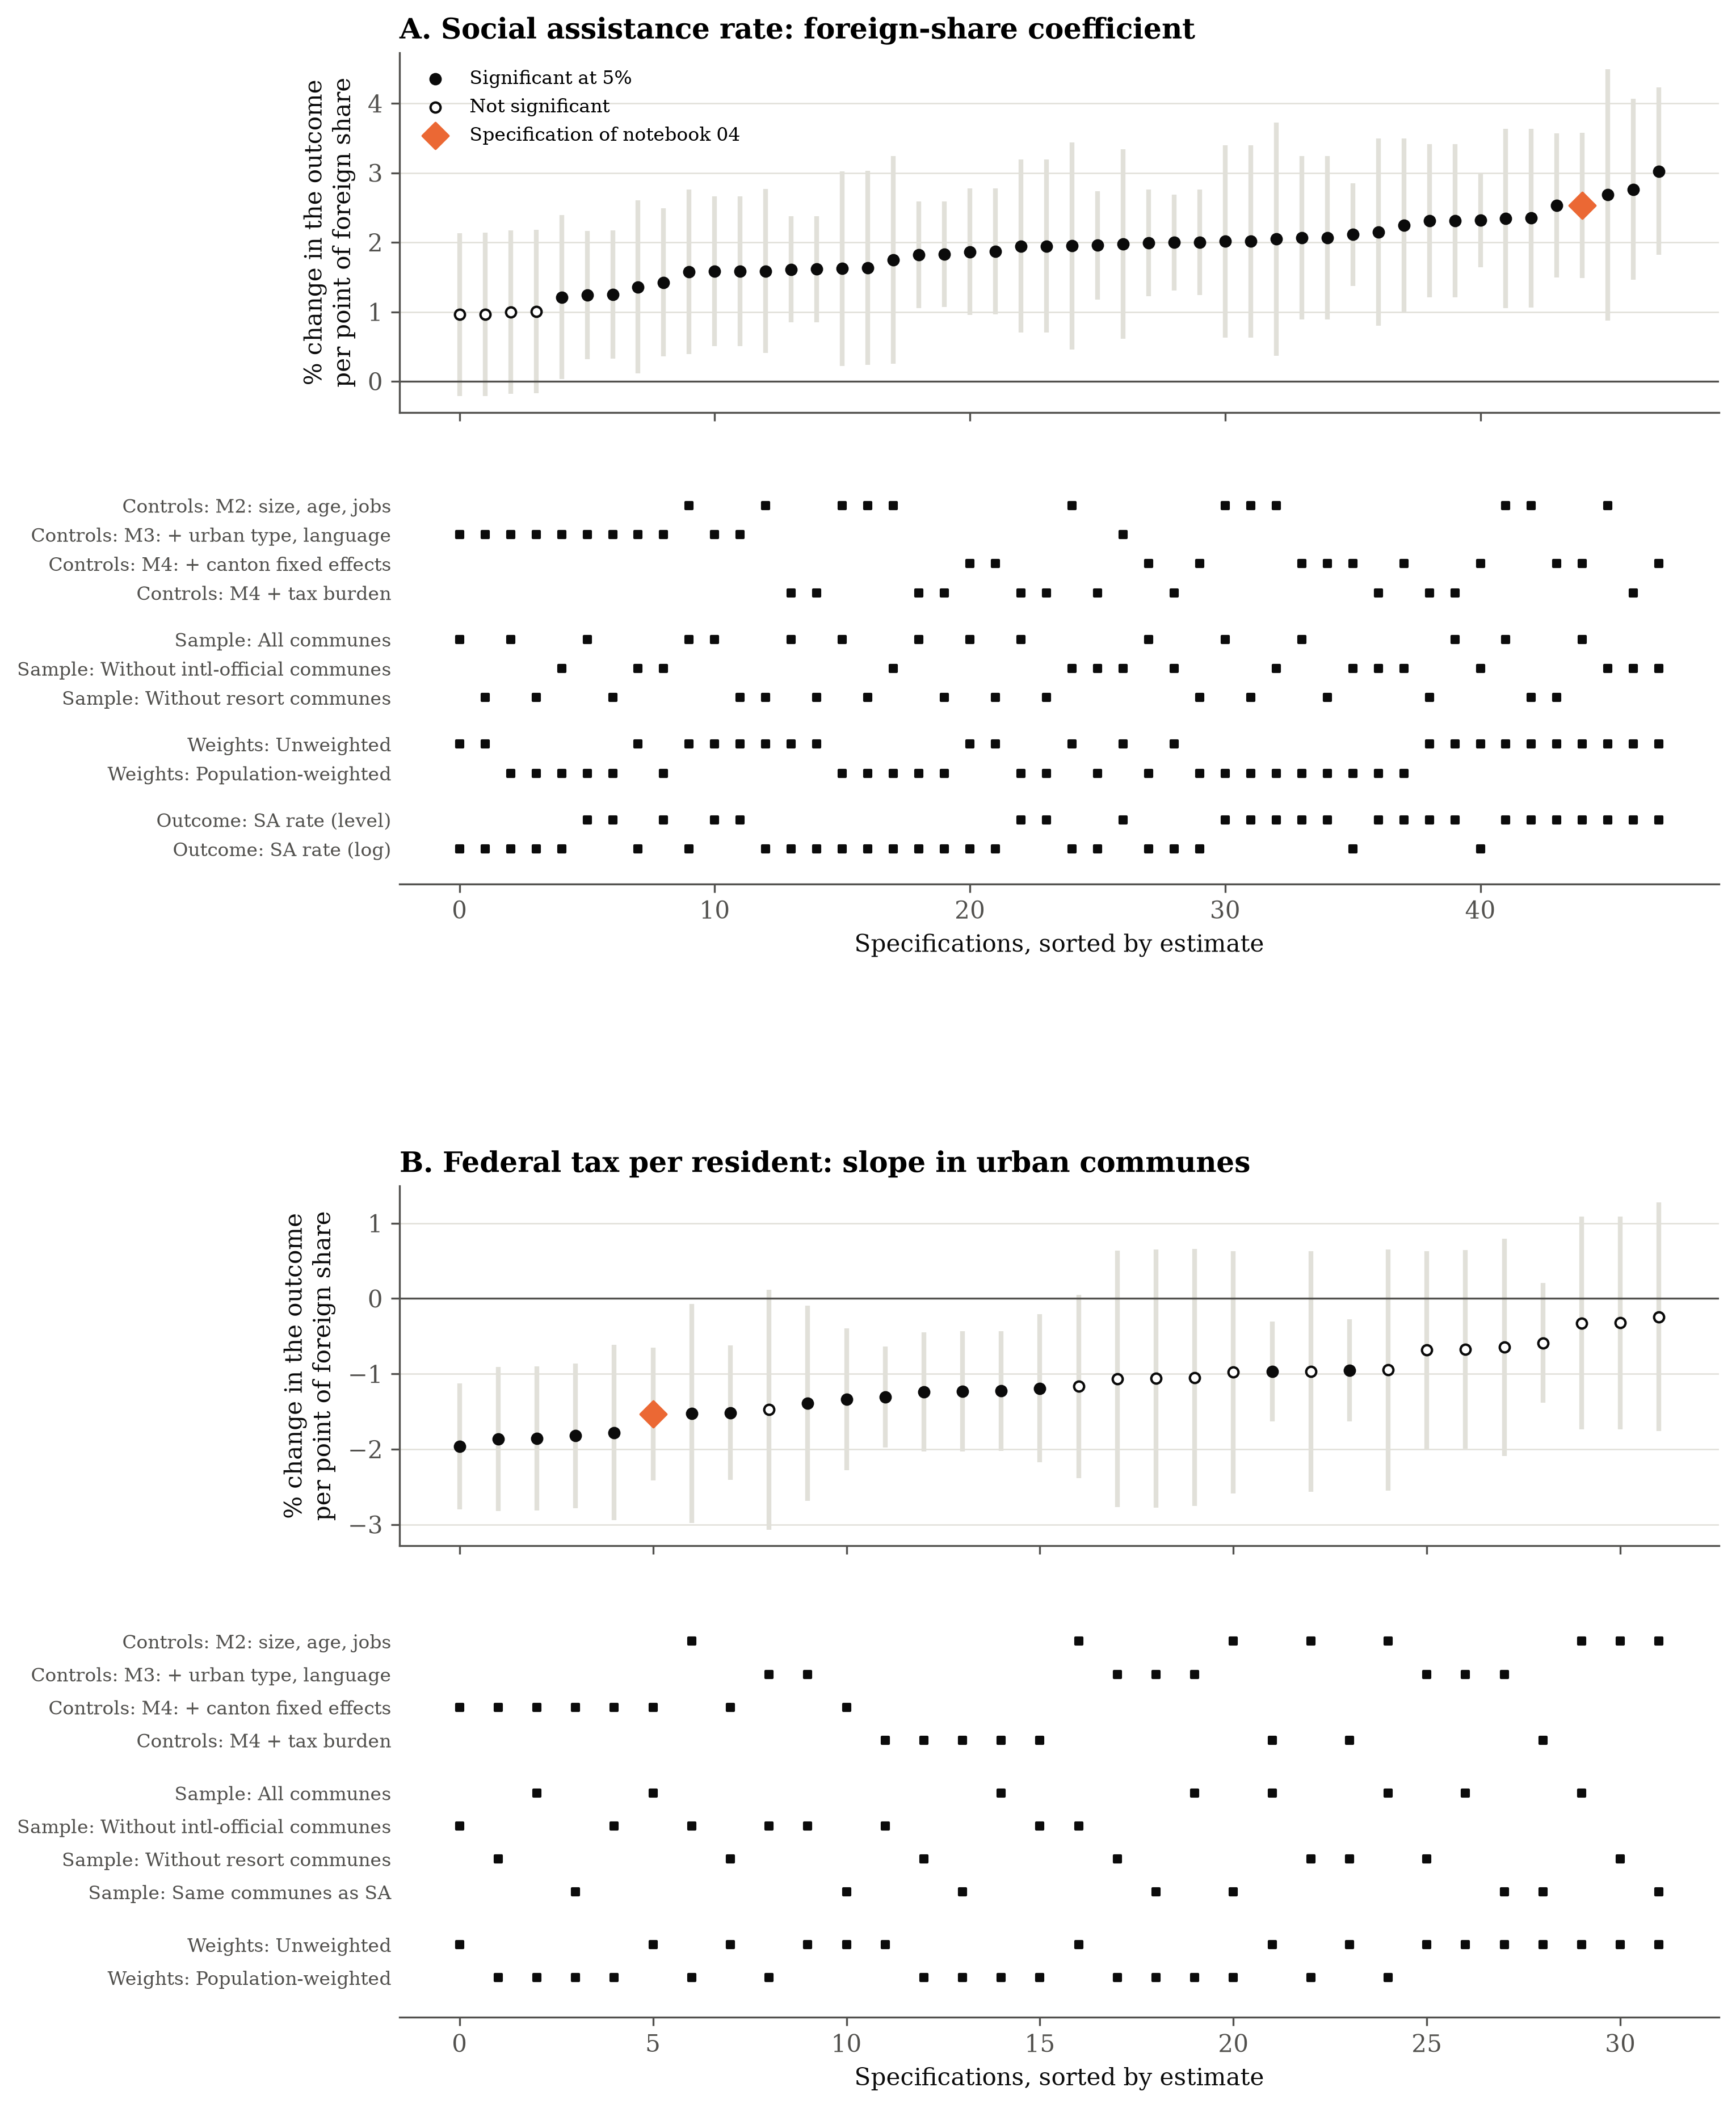 A. Social assistance rate: foreign-share coefficient
% change in the outcome
per point of foreign share
Significant at 5%
Not significant
Specification of notebook 04
4
3
2
1
0
Controls: M2: size, age, jobs
Controls: M3: + urban type, language
Controls: M4: + canton fixed effects
Controls: M4 + tax burden
Sample: All communes
Sample: Without intl-official communes
Sample: Without resort communes
Weights: Unweighted
Weights: Population-weighted
Outcome: SA rate (level)
Outcome: SA rate (log)
0 10 20 30 40
Specifications, sorted by estimate
B. Federal tax per resident: slope in urban communes
% change in the outcome
per point of foreign share
1
0
−1
−2
−3
Controls: M2: size, age, jobs
Controls: M3: + urban type, language
Controls: M4: + canton fixed effects
Controls: M4 + tax burden
Sample: All communes
Sample: Without intl-official communes
Sample: Without resort communes
Sample: Same communes as SA
Weights: Unweighted
Weights: Population-weighted
0 5 10 15 20 25 30
Specifications, sorted by estimate